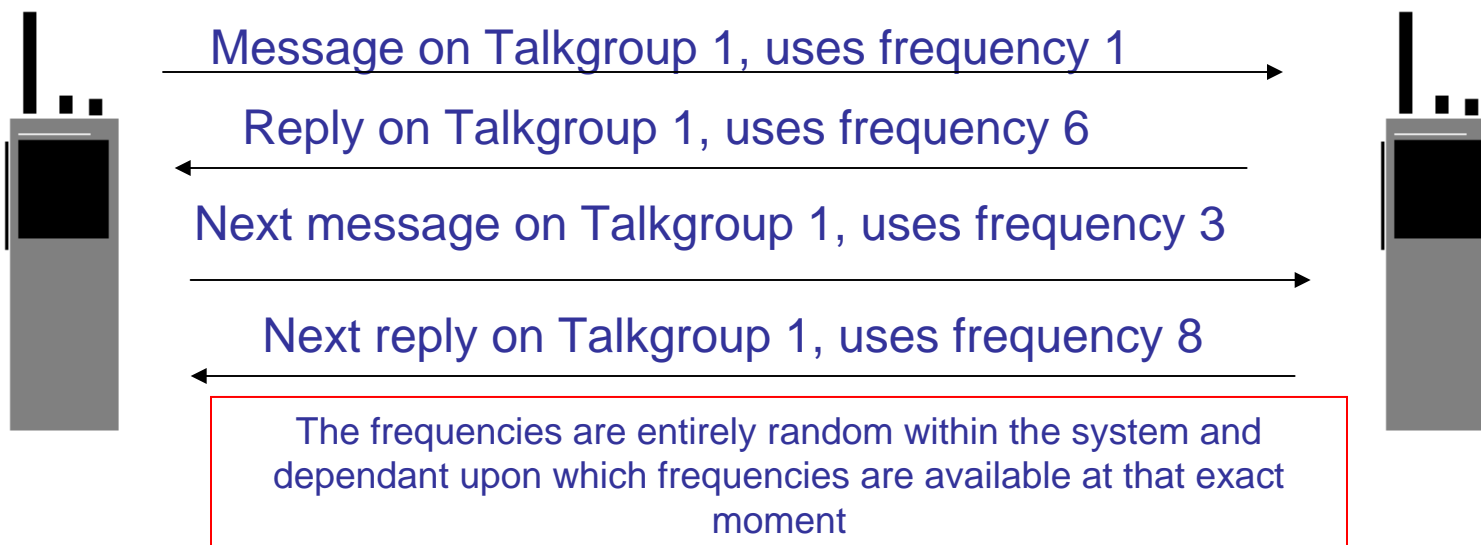 Message on Talkgroup 1, uses frequency 1
Reply on Talkgroup 1, uses frequency 6
Next message on Talkgroup 1, uses frequency 3
Next reply on Talkgroup 1, uses frequency 8
The frequencies are entirely random within the system and
dependant upon which frequencies are available at that exact
moment